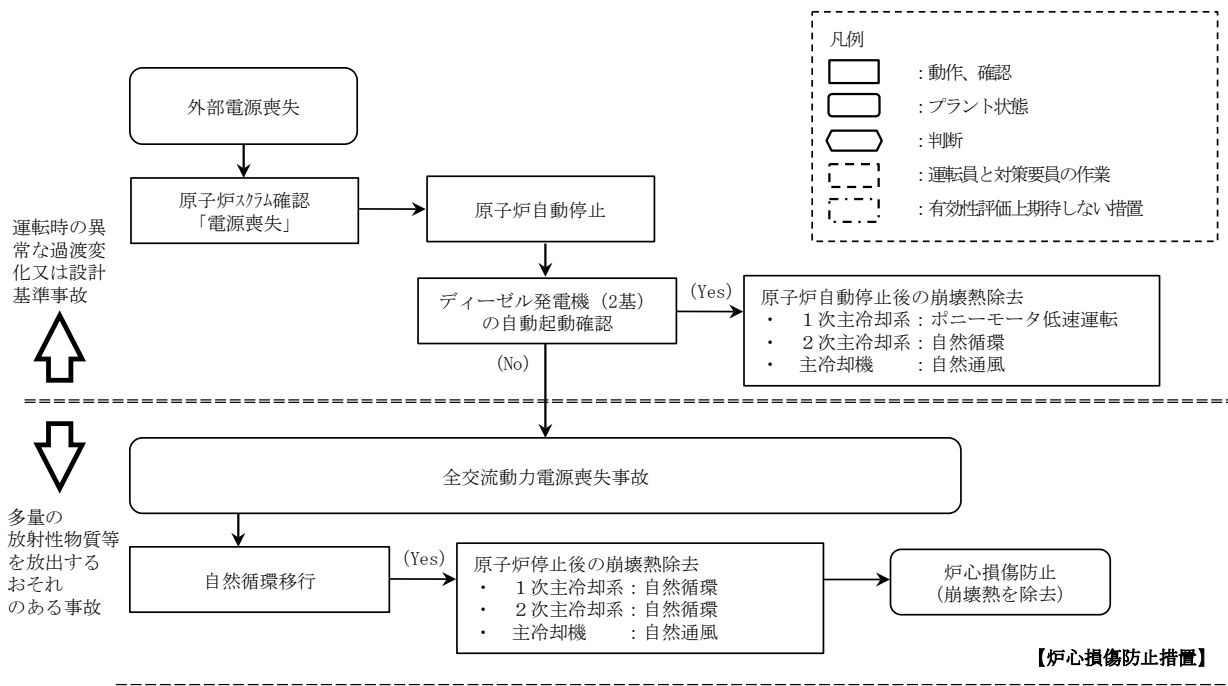 凡例
：動作、確認
：プラント状態
：判断
：運転員と対策要員の作業
：有効性評価上期待しない措置
外部電源喪失
原子炉ｽｸﾗﾑ確認
「電源喪失」
原子炉自動停止
運転時の異
常な過渡変
化又は設計
基準事故
ディーゼル発電機（2基）
の自動起動確認
(Yes)
(No)
原子炉自動停止後の崩壊熱除去
・ １次主冷却系：ポニーモータ低速運転
・ ２次主冷却系：自然循環
・ 主冷却機 ：自然通風
全交流動力電源喪失事故
多量の
放射性物質等
を放出する
おそれ
のある事故
自然循環移行
(Yes)
原子炉停止後の崩壊熱除去
・ １次主冷却系：自然循環
・ ２次主冷却系：自然循環
・ 主冷却機 ：自然通風
炉心損傷防止
(崩壊熱を除去)
【炉心損傷防止措置】